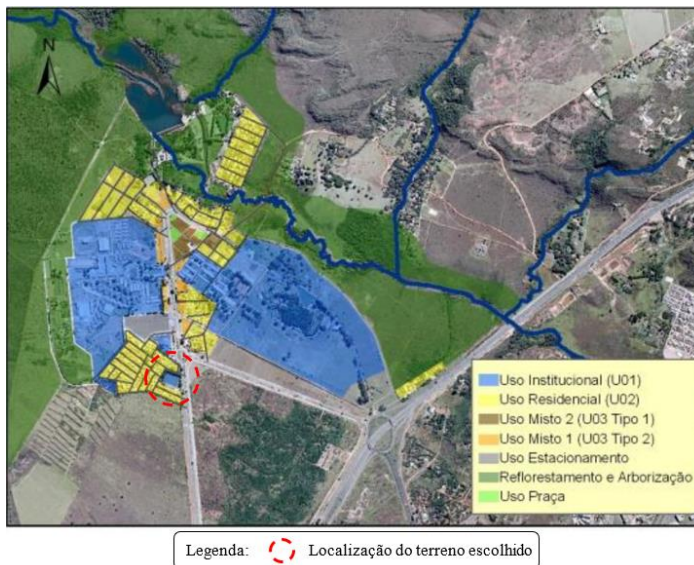 N
Uso Institucional (U01)
Uso Residencial (U02)
Uso Misto 2 (U03 Tipo 1)
Uso Misto 1 (U03 Tipo 2)
Uso Estacionamento
Reflorestamento e Arborização
Uso Praça
Legenda: Localização do terreno escolhido